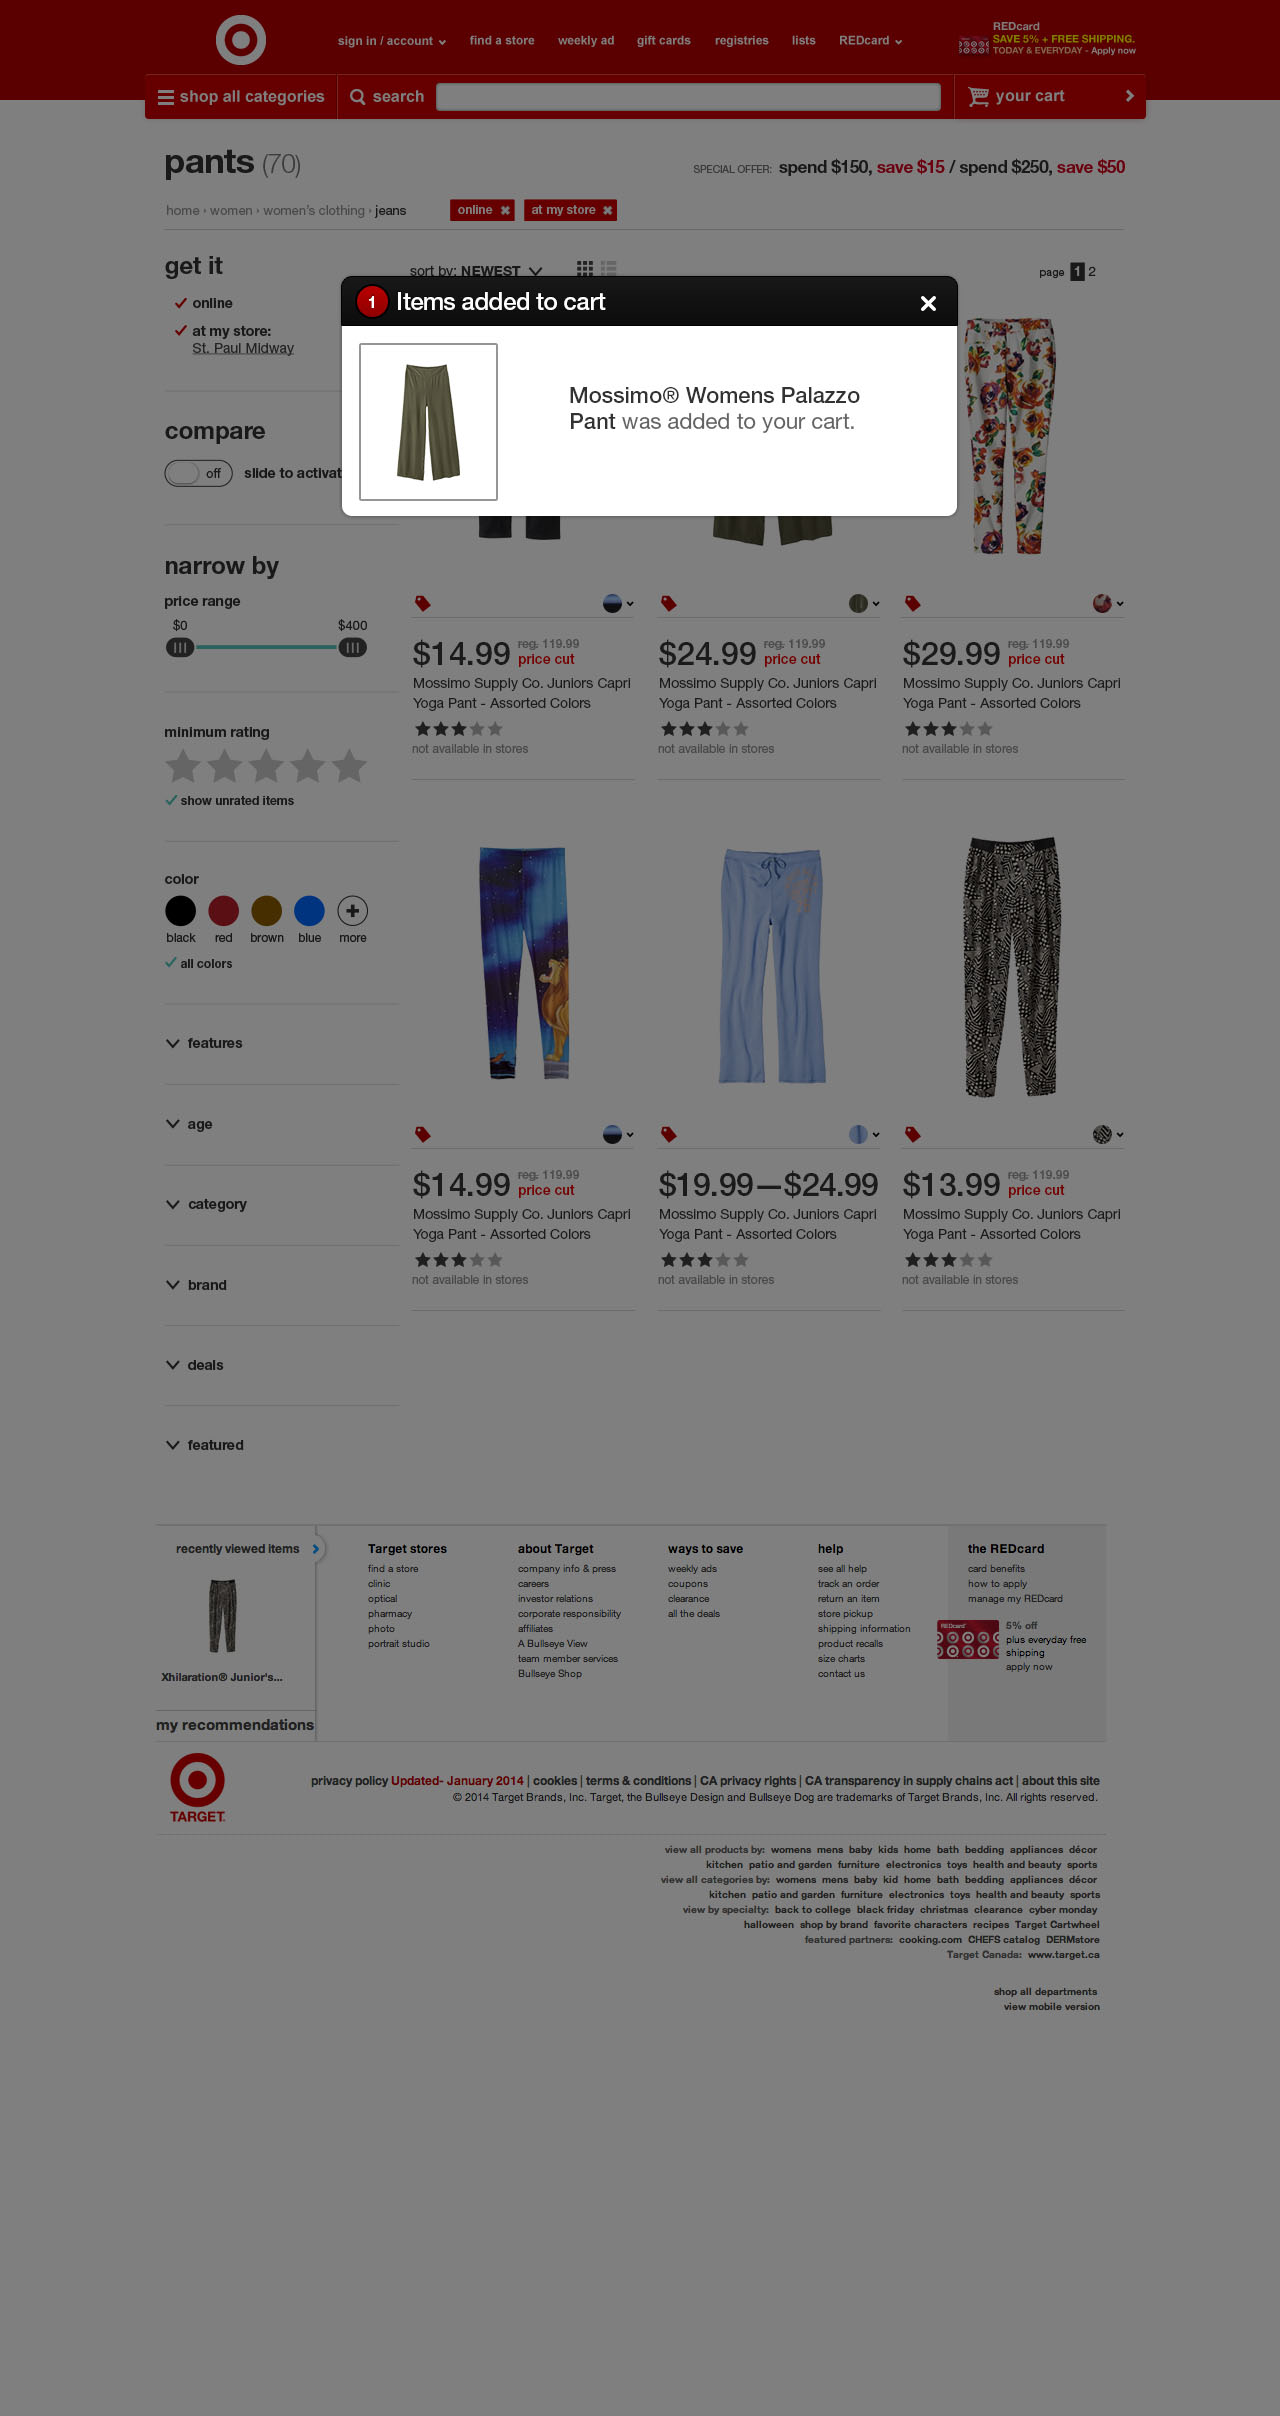 sign in / account find a store weekly ad gift cards registries lists REDcard
REDcard
SAVE 5% + FREE SHIPPING.
TODAY & EVERYDAY - Apply now
shop all categories search your cart
pants (70)
SPECIAL OFFER: spend $150, save $15 / spend $250, save $50
home › women › women's clothing › jeans online at my store
get it
sort by: NEWEST page 1 2
online
at my store:
St. Paul Midway
1 Items added to cart
Mossimo® Womens Palazzo
Pant was added to your cart.
compare
off slide to activat
narrow by
price range
$0 $400
minimum rating
show unrated items
color
black red brown blue more
all colors
features
age
category
brand
deals
featured
$14.99 reg. 119.99
price cut
Mossimo Supply Co. Juniors Capri
Yoga Pant - Assorted Colors
not available in stores
$24.99 reg. 119.99
price cut
Mossimo Supply Co. Juniors Capri
Yoga Pant - Assorted Colors
not available in stores
$29.99 reg. 119.99
price cut
Mossimo Supply Co. Juniors Capri
Yoga Pant - Assorted Colors
not available in stores
$14.99 reg. 119.99
price cut
Mossimo Supply Co. Juniors Capri
Yoga Pant - Assorted Colors
not available in stores
$19.99—$24.99
Mossimo Supply Co. Juniors Capri
Yoga Pant - Assorted Colors
not available in stores
$13.99 reg. 119.99
price cut
Mossimo Supply Co. Juniors Capri
Yoga Pant - Assorted Colors
not available in stores
recently viewed items
Xhilaration® Junior's...
my recommendations
Target stores
find a store
clinic
optical
pharmacy
photo
portrait studio
about Target
company info & press
careers
investor relations
corporate responsibility
affiliates
A Bullseye View
team member services
Bullseye Shop
ways to save
weekly ads
coupons
clearance
all the deals
help
see all help
track an order
return an item
store pickup
shipping information
product recalls
size charts
contact us
the REDcard
card benefits
how to apply
manage my REDcard
REDcard
5% off
plus everyday free
shipping
apply now
TARGET
privacy policy Updated- January 2014 | cookies | terms & conditions | CA privacy rights | CA transparency in supply chains act | about this site
© 2014 Target Brands, Inc. Target, the Bullseye Design and Bullseye Dog are trademarks of Target Brands, Inc. All rights reserved.
view all products by: womens mens baby kids home bath bedding appliances décor
kitchen patio and garden furniture electronics toys health and beauty sports
view all categories by: womens mens baby kid home bath bedding appliances décor
kitchen patio and garden furniture electronics toys health and beauty sports
view by specialty: back to college black friday christmas clearance cyber monday
halloween shop by brand favorite characters recipes Target Cartwheel
featured partners: cooking.com CHEFS catalog DERMstore
Target Canada: www.target.ca
shop all departments
view mobile version